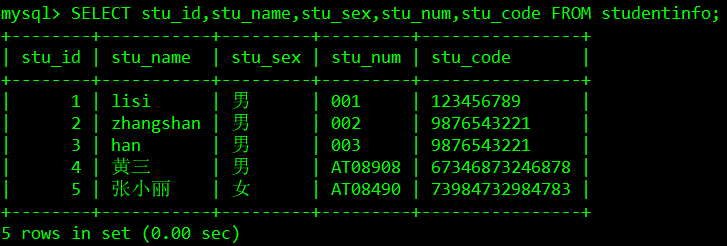 mysql> SELECT stu_id,stu_name,stu_sex,stu_num,stu_code FROM studentinfo;
+--------+-----------+---------+---------+----------------+
| stu_id | stu_name  | stu_sex | stu_num | stu_code       |
+--------+-----------+---------+---------+----------------+
|      1 | lisi      | 男      | 001     | 123456789      |
|      2 | zhangshan | 男      | 002     | 9876543221     |
|      3 | han       | 男      | 003     | 9876543221     |
|      4 | 黄三      | 男      | AT08908 | 67346873246878 |
|      5 | 张小丽    | 女      | AT08490 | 73984732984783 |
+--------+-----------+---------+---------+----------------+
5 rows in set (0.00 sec)